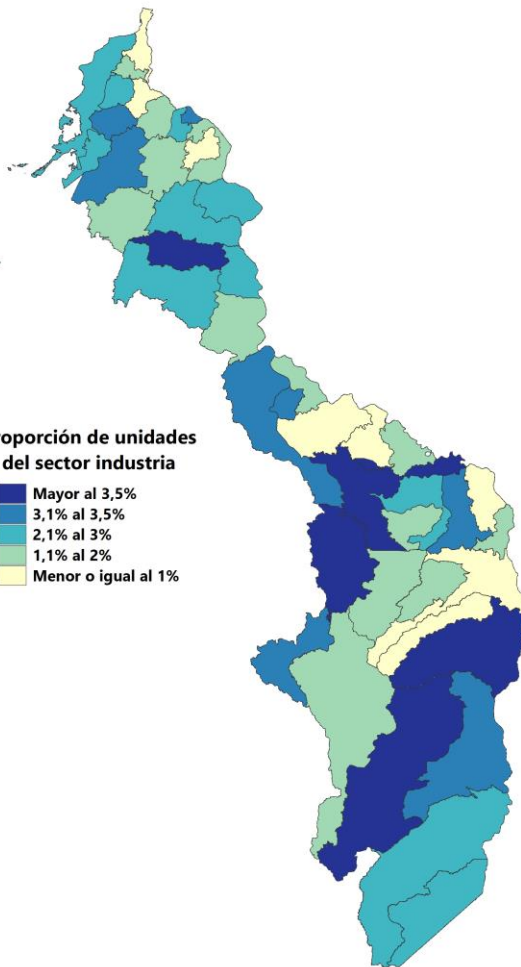 roporción de unidades
del sector industria
Mayor al 3,5%
3,1% al 3,5%
2,1% al 3%
1,1% al 2%
Menor o igual al 1%